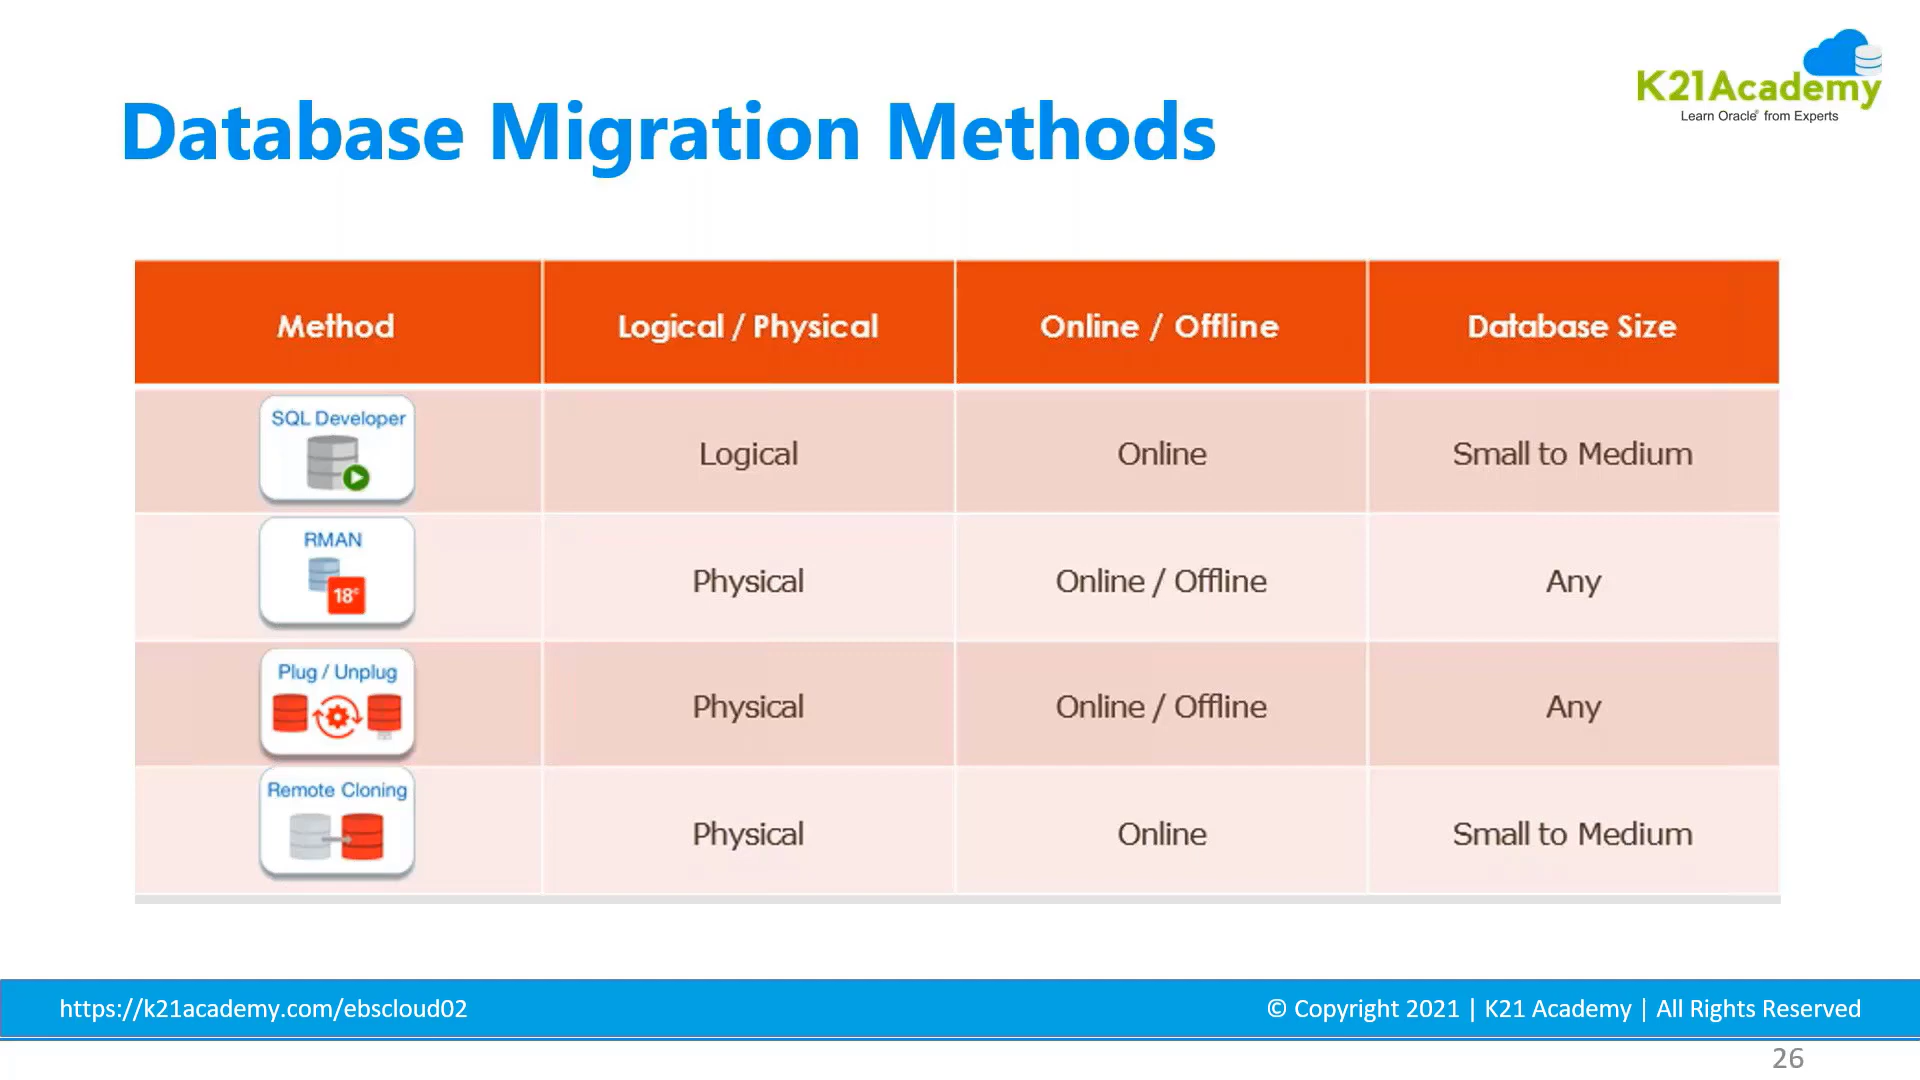 K21Academy
Learn Oracle® from Experts
Database Migration Methods
Method Logical / Physical Online / Offline Database Size
SQL Developer Logical Online Small to Medium
RMAN
18c Physical Online / Offline Any
Plug / Unplug Physical Online / Offline Any
Remote Cloning Physical Online Small to Medium
https://k21academy.com/ebscloud02 © Copyright 2021 | K21 Academy | All Rights Reserved
26